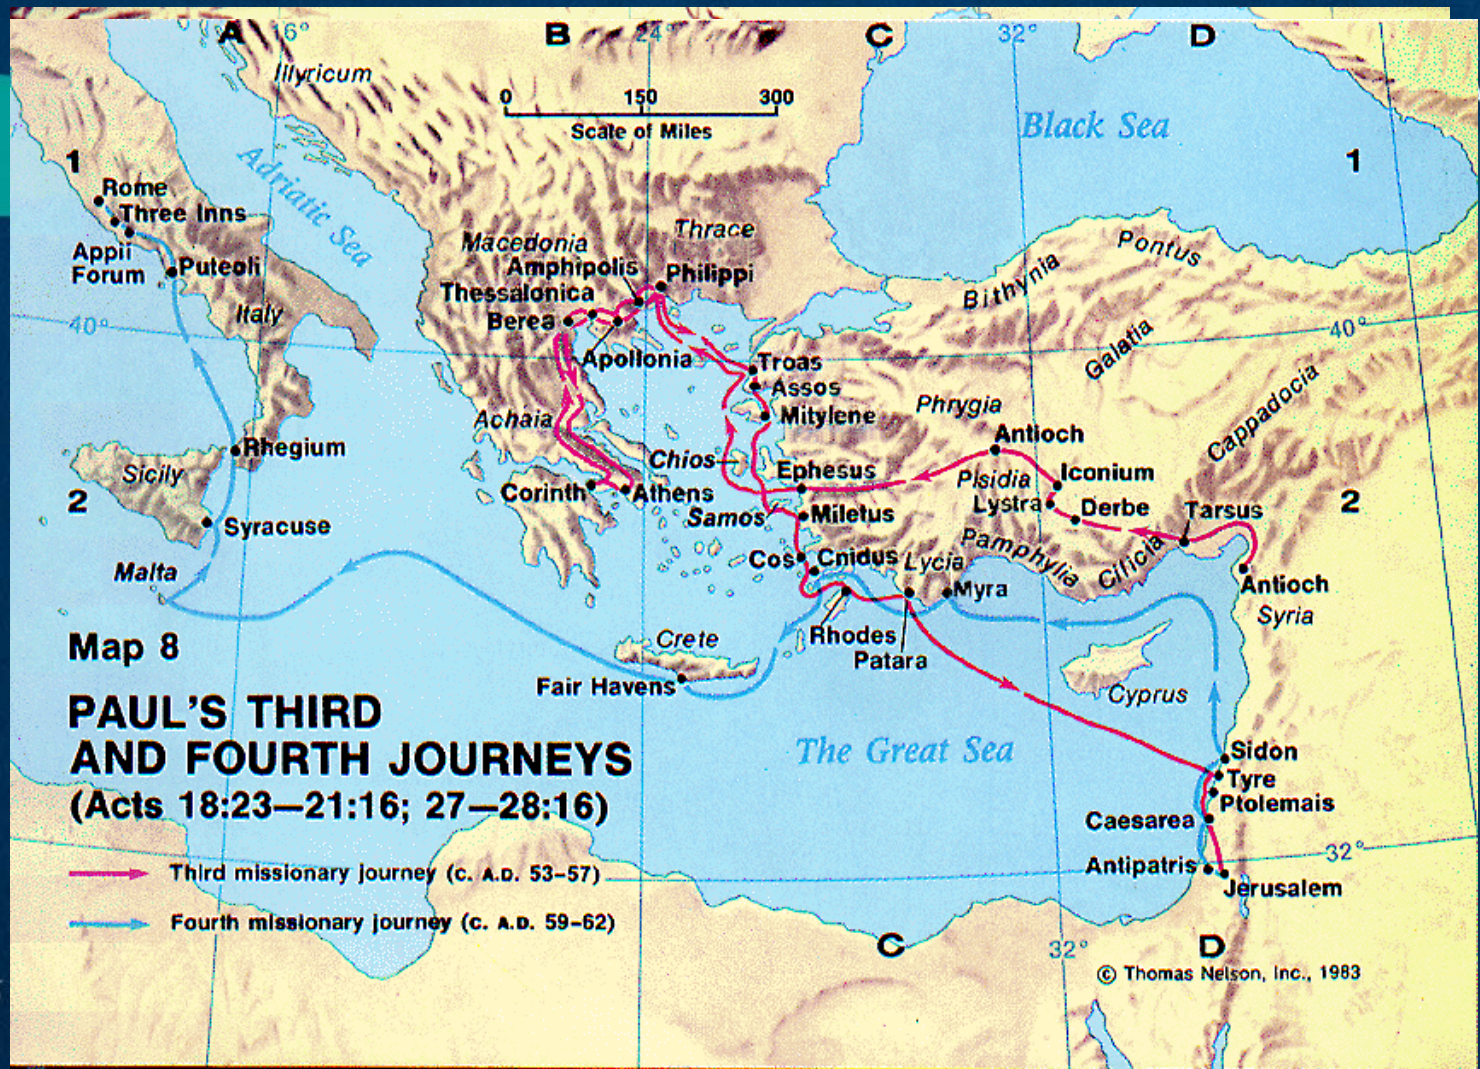 A
16°
B
24°
C
32°
D
Illyricum
0 150 300
Scale of Miles
Black Sea
Adriatic Sea
1
1
Rome
Three Inns
Appii
Forum
Puteoli
Italy
40°
Macedonia
Thrace
Amphipolis
Philippi
Thessalonica
Berea
Apollonia
Pontus
Bithynia
Galatia
40°
Troas
Assos
Mitylene
Phrygia
Cappadocia
Achaia
Antioch
Rhegium
Sicily
Chios
Ephesus
Pisidia
Iconium
2
Corinth
Athens
Lystra
Derbe
Tarsus
2
Syracuse
Samos
Miletus
Pamphylia
Cilicia
Cos
Cnidus
Lycia
Malta
Myra
Antioch
Syria
Rhodes
Patara
Crete
Fair Havens
Cyprus
Map 8
PAUL'S THIRD
AND FOURTH JOURNEYS
(Acts 18:23—21:16; 27—28:16)
The Great Sea
Sidon
Tyre
Ptolemais
Caesarea
32°
Antipatris
Jerusalem
Third missionary journey (C. A.D. 53–57)
Fourth missionary journey (C. A.D. 59–62)
C
32°
D
© Thomas Nelson, Inc., 1983